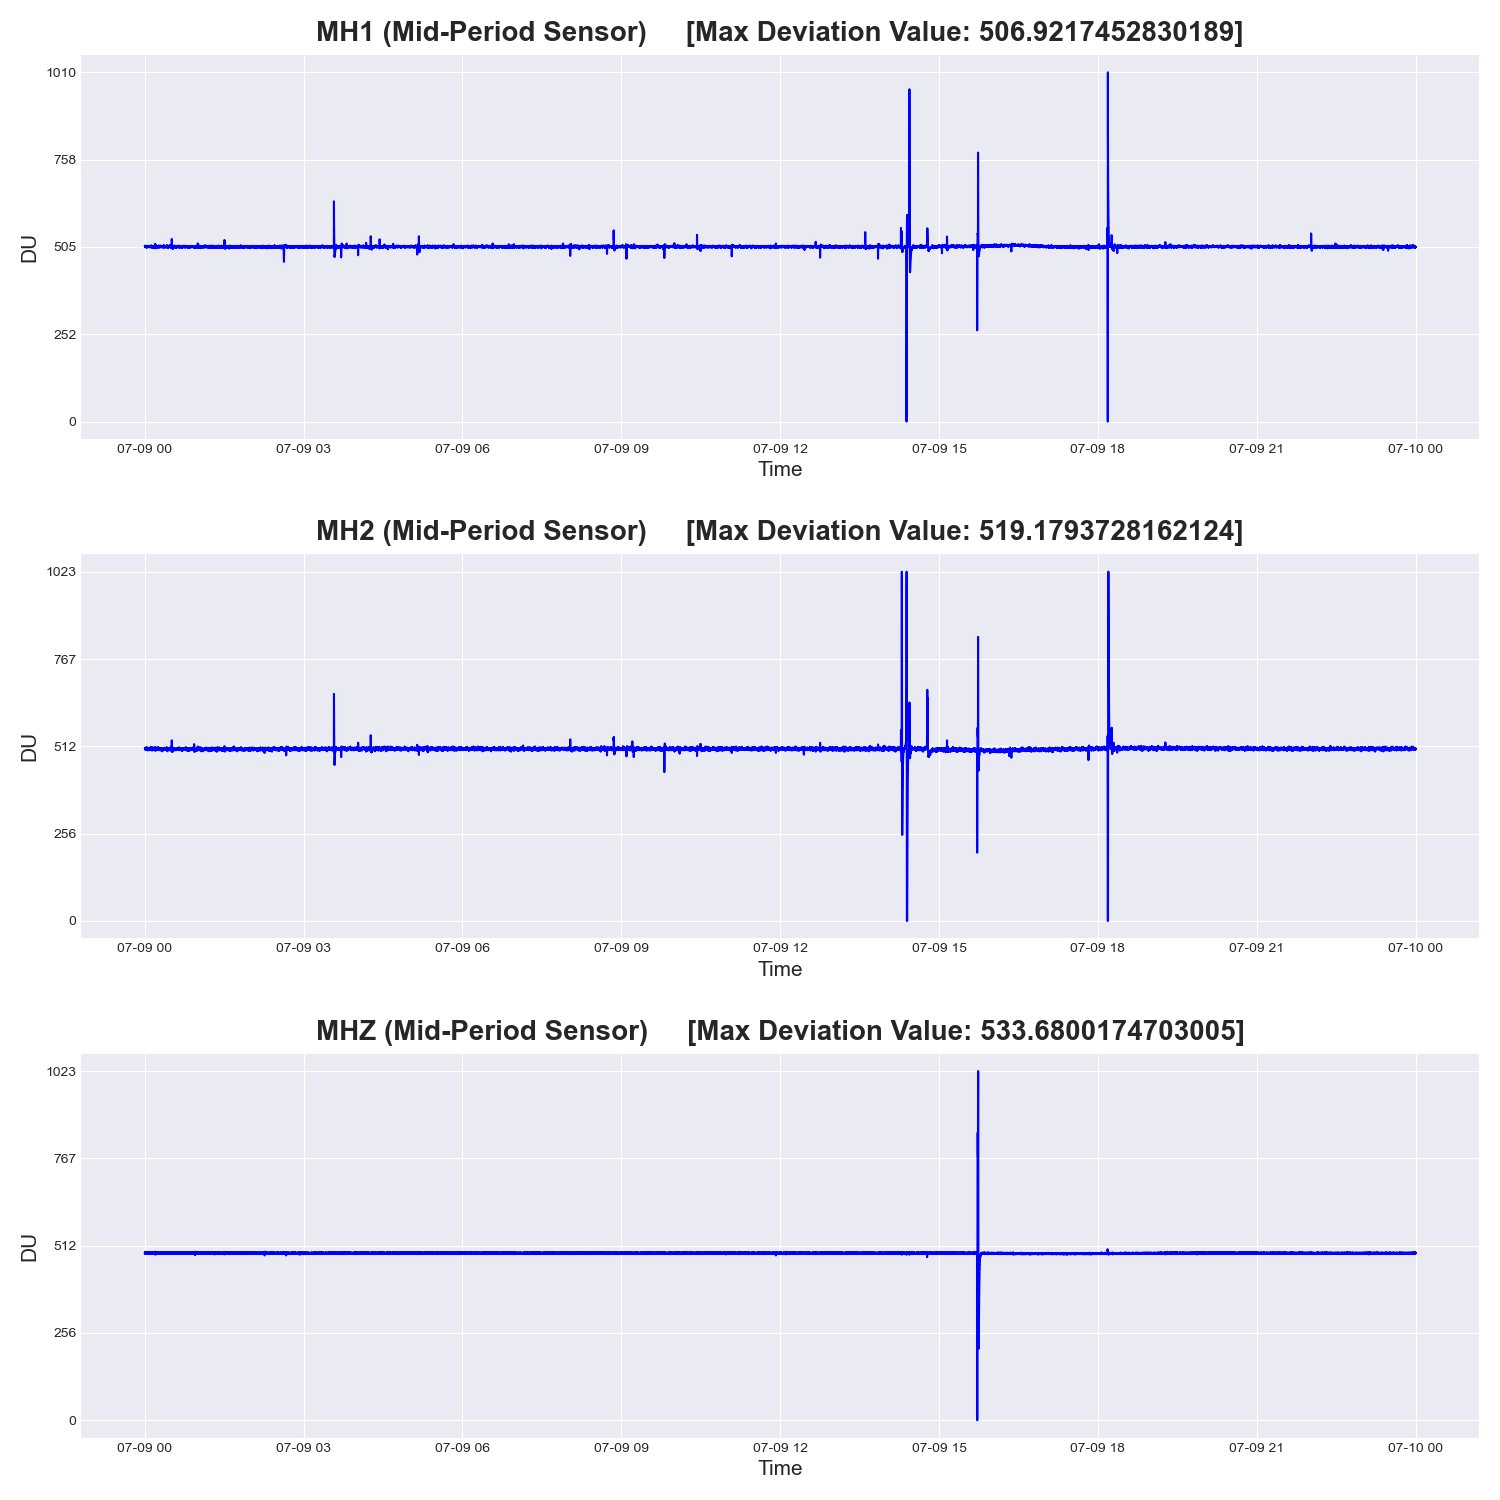 MH1 (Mid-Period Sensor) [Max Deviation Value: 506.9217452830189]
1010
758
505
252
0
DU
07-09 00 07-09 03 07-09 06 07-09 09 07-09 12 07-09 15 07-09 18 07-09 21 07-10 00
Time
MH2 (Mid-Period Sensor) [Max Deviation Value: 519.1793728162124]
1023
767
512
256
0
DU
07-09 00 07-09 03 07-09 06 07-09 09 07-09 12 07-09 15 07-09 18 07-09 21 07-10 00
Time
MHZ (Mid-Period Sensor) [Max Deviation Value: 533.6800174703005]
1023
767
512
256
0
DU
07-09 00 07-09 03 07-09 06 07-09 09 07-09 12 07-09 15 07-09 18 07-09 21 07-10 00
Time